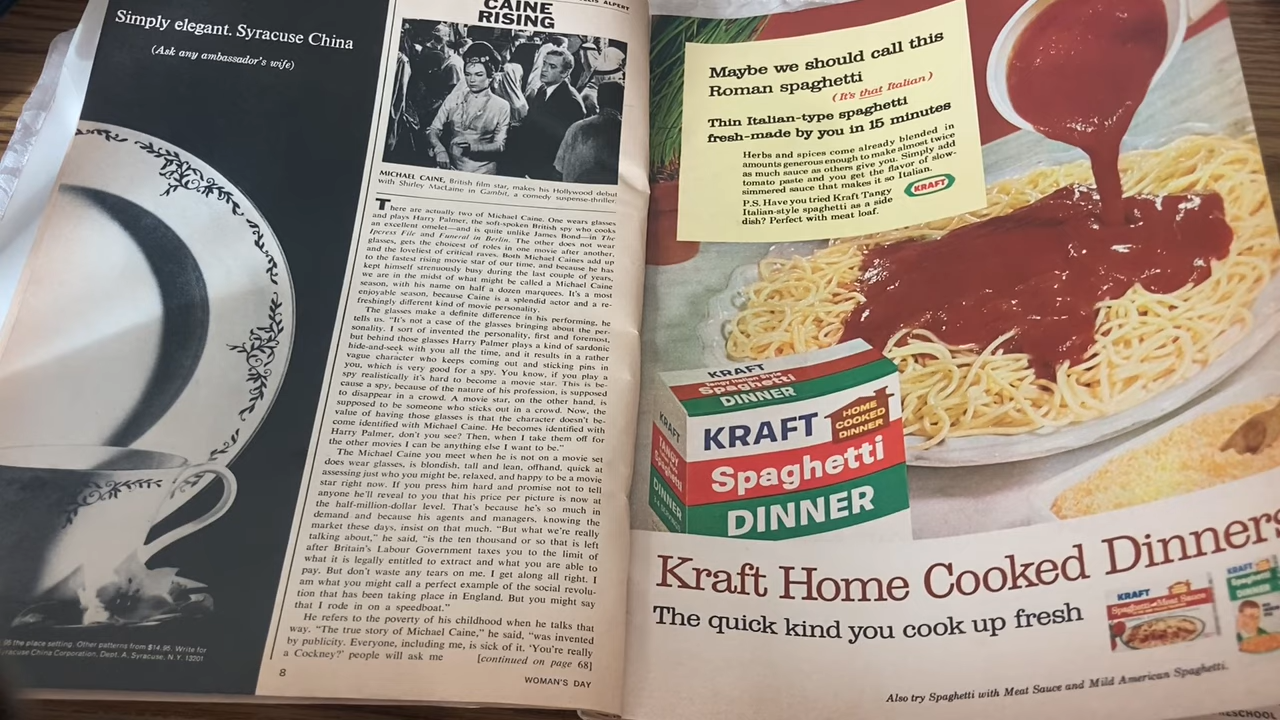 Simply elegant. Syracuse China
(Ask any ambassador's wife)
the place setting. Other patterns from $14.95. Write for
Syracuse China Corporation, Dept. A, Syracuse, N.Y. 13201
ALPERT
CAINE
RISING
MICHAEL CAINE, British film star, makes his Hollywood debut
with Shirley MacLaine in Gambit, a comedy suspense-thriller.
There are actually two of Michael Caine. One wears glasses
and plays Harry Palmer, the soft-spoken British spy who cooks
an excellent omelet—and is quite unlike James Bond—in The
Ipcress File and Funeral in Berlin. The other does not wear
glasses, gets the choicest of roles in one movie after another,
and the loveliest of critical raves. Both Michael Caines add up
to the fastest rising movie star of our time, and because he has
kept himself strenuously busy during the last couple of years,
we are in the midst of what might be called a Michael Caine
season, with his name on half a dozen marquees. It's a most
enjoyable season, because Caine is a splendid actor and a re-
freshingly different kind of movie personality.
The glasses make a definite difference in his performing, he
tells us. "It's not a case of the glasses bringing about the per-
sonality. I sort of invented the personality, first and foremost,
but behind those glasses Harry Palmer plays a kind of sardonic
hide-and-seek with you all the time, and it results in a rather
vague character who keeps coming out and sticking pins in
you, which is very good for a spy. You know, if you play a
spy realistically it's hard to become a movie star. This is be-
cause a spy, because of the nature of his profession, is supposed
to disappear in a crowd. A movie star, on the other hand, is
supposed to be someone who sticks out in a crowd. Now, the
value of having those glasses is that the character doesn't be-
come identified with Michael Caine. He becomes identified with
Harry Palmer, don't you see? Then, when I take them off for
the other movies I can be anything else I want to be."
The Michael Caine you meet when he is not on a movie set
does wear glasses, is blondish, tall and lean, offhand, quick at
assessing just who you might be, relaxed, and happy to be a movie
star right now. If you press him hard and promise not to tell
anyone he'll reveal to you that his price per picture is now at
the half-million-dollar level. That's because he's so much in
demand and because his agents and managers, knowing the
market these days, insist on that much. "But what we're really
talking about," he said, "is the ten thousand or so that is left
after Britain's Labour Government taxes you to the limit of
what it is legally entitled to extract and what you are able to
pay. But don't waste any tears on me. I get along all right. I
am what you might call a perfect example of the social revolu-
tion that has been taking place in England. But you might say
that I rode in on a speedboat."
He refers to the poverty of his childhood when he talks that
way. "The true story of Michael Caine," he said, "was invented
by publicity. Everyone, including me, is sick of it. 'You're really
a Cockney?' people will ask me [continued on page 68]
8
WOMAN'S DAY
Maybe we should call this
Roman spaghetti
(It's that Italian)
Thin Italian-type spaghetti
fresh-made by you in 15 minutes
Herbs and spices come already blended in
amounts generous enough to make almost twice
as much sauce as others give you. Simply add
tomato paste and you get the flavor of slow-
simmered sauce that makes it so Italian.
P.S. Have you tried Kraft Tangy
Italian-style spaghetti as a side
dish? Perfect with meat loaf.
KRAFT
KRAFT
Tangy Italian Style
Spaghetti
DINNER
KRAFT
HOME
COOKED
DINNER
Spaghetti
DINNER
KRAFT
TANGY
Spaghetti
DINNER
Kraft Home Cooked Dinners
The quick kind you cook up fresh
KRAFT
Spaghetti with Meat Sauce
KRAFT
Spaghetti
DINNER
Also try Spaghetti with Meat Sauce and Mild American Spaghetti.